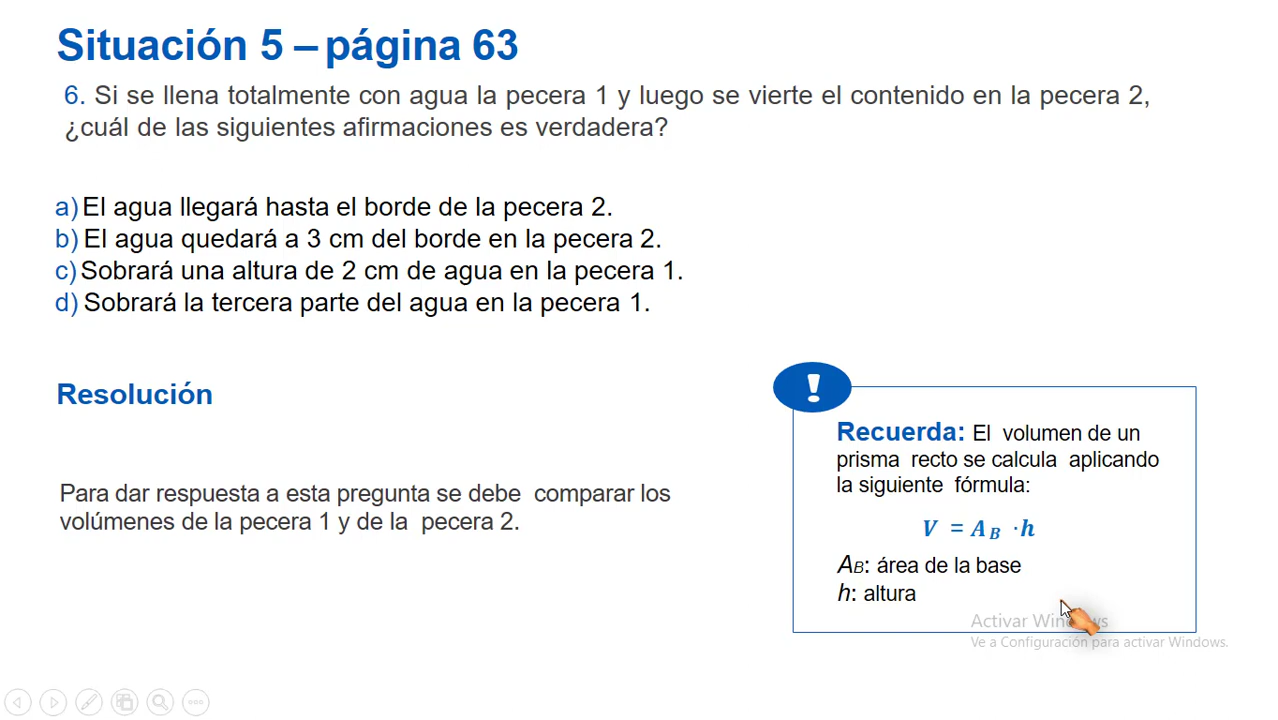 Situación 5 – página 63
6. Si se llena totalmente con agua la pecera 1 y luego se vierte el contenido en la pecera 2,
¿cuál de las siguientes afirmaciones es verdadera?
a) El agua llegará hasta el borde de la pecera 2.
b) El agua quedará a 3 cm del borde en la pecera 2.
c) Sobrará una altura de 2 cm de agua en la pecera 1.
d) Sobrará la tercera parte del agua en la pecera 1.
Resolución
Para dar respuesta a esta pregunta se debe comparar los
volúmenes de la pecera 1 y de la pecera 2.
!
Recuerda: El volumen de un
prisma recto se calcula aplicando
la siguiente fórmula:
V = A_B · h
A_B: área de la base
h: altura
Activar Windows
Ve a Configuración para activar Windows.